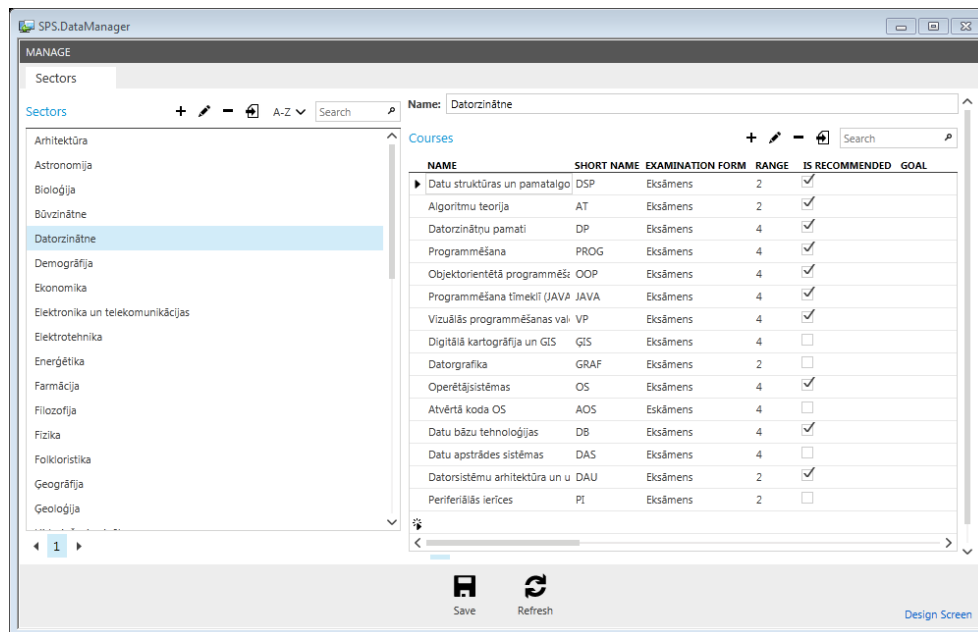 SPS.DataManager
MANAGE
Sectors
Sectors
A-Z
Search
Arhitektūra
Astronomija
Bioloģija
Būvzinātne
Datorzinātne
Demogrāfija
Ekonomika
Elektronika un telekomunikācijas
Elektrotehnika
Enerģētika
Farmācija
Filozofija
Fizika
Folkloristika
Ģeogrāfija
Ģeoloģija
1
Name: Datorzinātne
Courses
Search
NAME SHORT NAME EXAMINATION FORM RANGE IS RECOMMENDED GOAL
Datu struktūras un pamatalgo DSP Eksāmens 2
Algoritmu teorija AT Eksāmens 2
Datorzinātņu pamati DP Eksāmens 4
Programmēšana PROG Eksāmens 4
Objektorientētā programmēša OOP Eksāmens 4
Programmēšana tīmeklī (JAVA JAVA Eksāmens 4
Vizuālās programmēšanas val VP Eksāmens 4
Digitālā kartogrāfija un GIS ĢIS Eksāmens 4
Datorgrafika GRAF Eksāmens 2
Operētājsistēmas OS Eksāmens 4
Atvērtā koda OS AOS Eskāmens 4
Datu bāzu tehnoloģijas DB Eksāmens 4
Datu apstrādes sistēmas DAS Eksāmens 4
Datorsistēmu arhitektūra un u DAU Eksāmens 2
Periferiālās ierīces PI Eksāmens 2
Save
Refresh
Design Screen